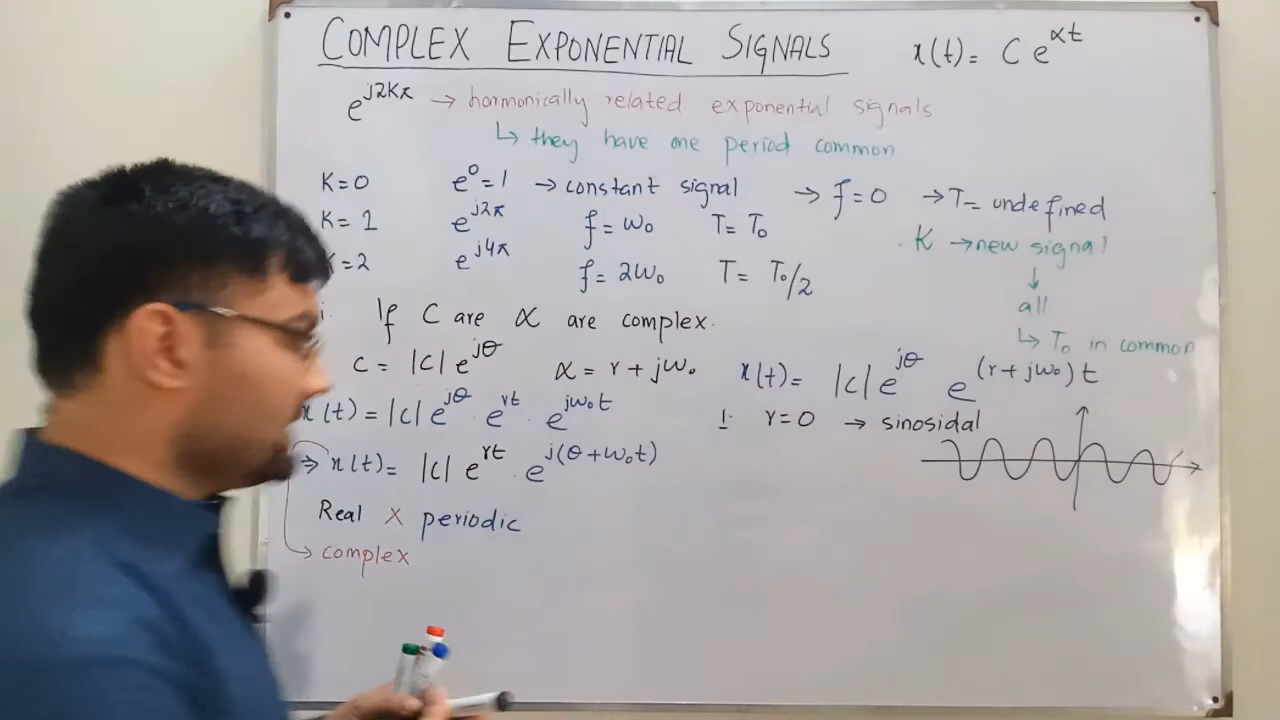 COMPLEX EXPONENTIAL SIGNALS x(t) = C e^{αt}
e^{j2Kπ} → harmonically related exponential signals
↳ they have one period common
K=0 e^0 = 1 → constant signal → f=0 → T= undefined
K=1 e^{j2π} f = ω₀ T = T₀
K → new signal
K=2 e^{j4π} f = 2ω₀ T = T₀/2
↓
all
↳ T₀ in common
If C are α are complex.
C = |C| e^{jθ} α = r + jω₀ x(t) = |C| e^{jθ} e^{(r+jω₀)t}
x(t) = |C| e^{jθ} · e^{rt} · e^{jω₀t}
1: r=0 → sinosidal
⇒ x(t) = |C| e^{rt} · e^{j(θ+ω₀t)}
Real X periodic
→ complex